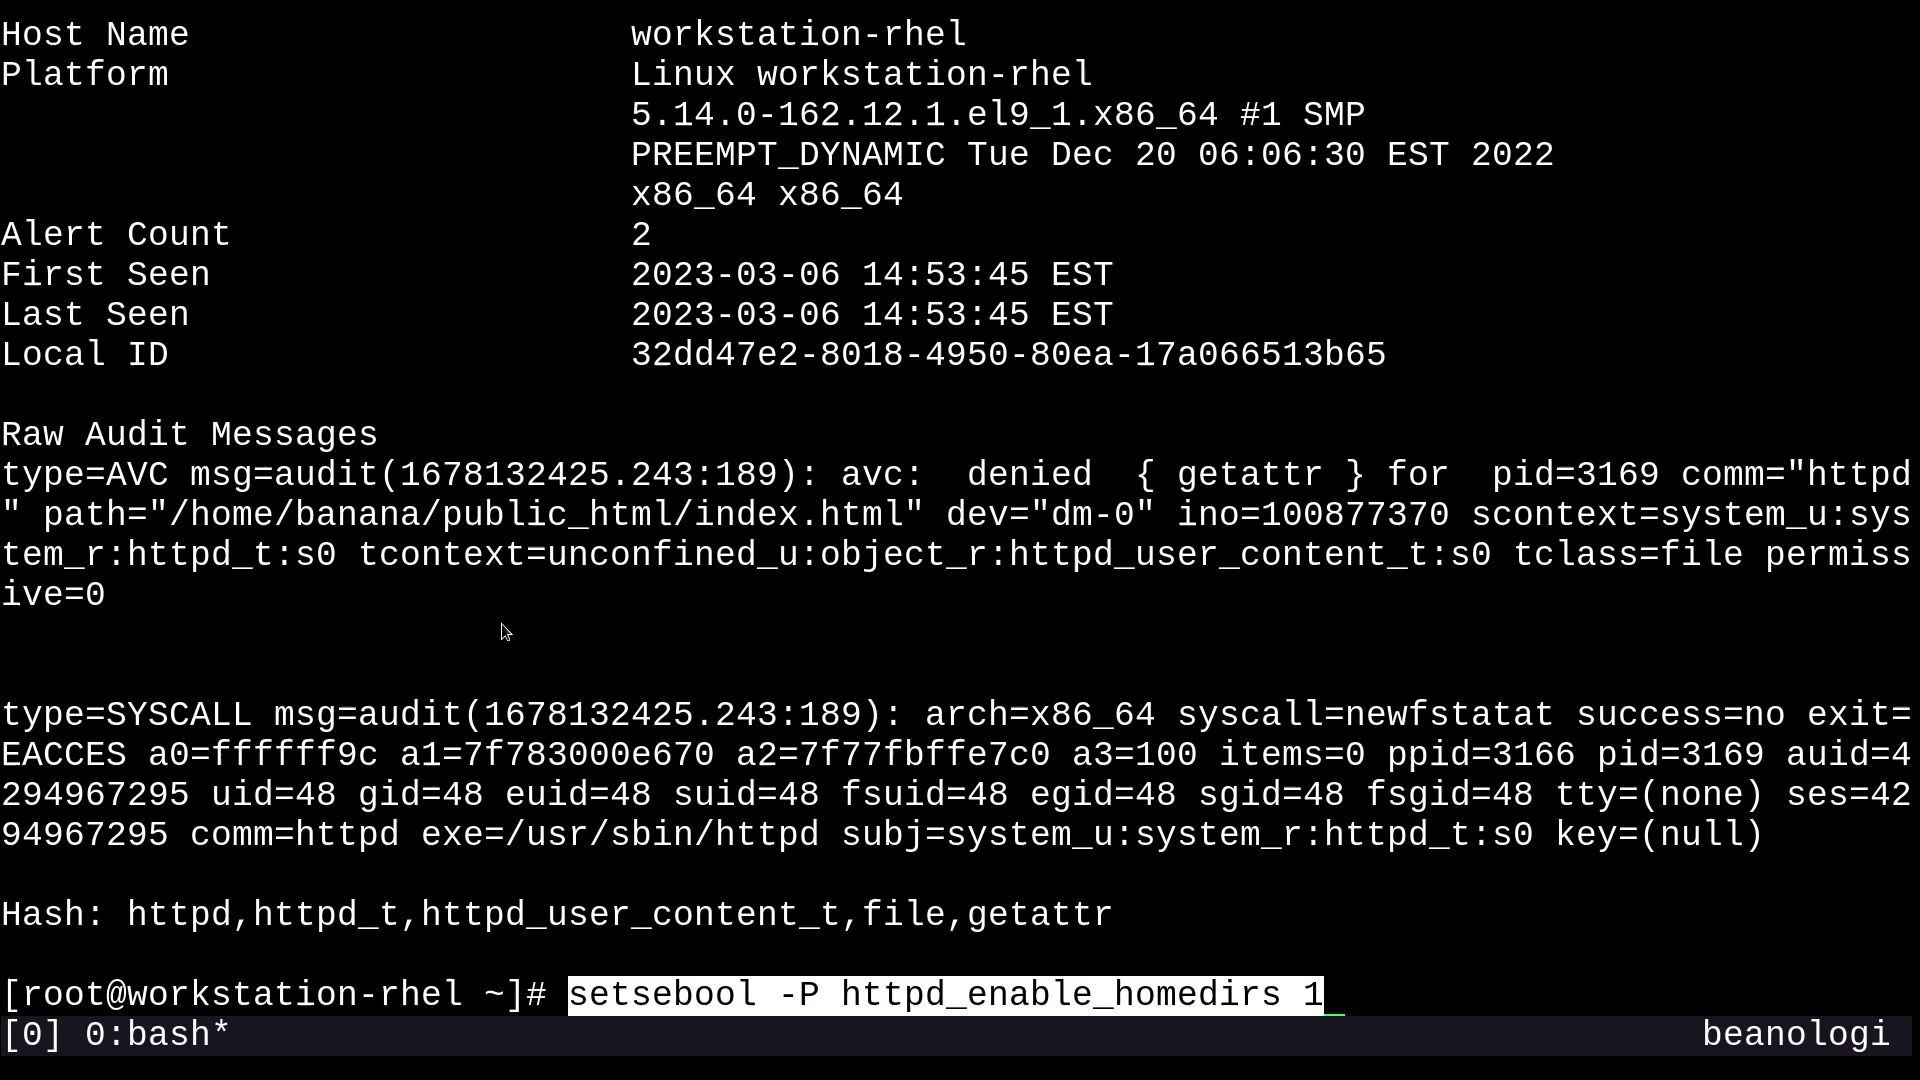 Host Name workstation-rhel
Platform Linux workstation-rhel
5.14.0-162.12.1.el9_1.x86_64 #1 SMP
PREEMPT_DYNAMIC Tue Dec 20 06:06:30 EST 2022
x86_64 x86_64
Alert Count 2
First Seen 2023-03-06 14:53:45 EST
Last Seen 2023-03-06 14:53:45 EST
Local ID 32dd47e2-8018-4950-80ea-17a066513b65
Raw Audit Messages
type=AVC msg=audit(1678132425.243:189): avc:  denied  { getattr } for  pid=3169 comm="httpd
" path="/home/banana/public_html/index.html" dev="dm-0" ino=100877370 scontext=system_u:sys
tem_r:httpd_t:s0 tcontext=unconfined_u:object_r:httpd_user_content_t:s0 tclass=file permiss
ive=0
type=SYSCALL msg=audit(1678132425.243:189): arch=x86_64 syscall=newfstatat success=no exit=
EACCES a0=ffffff9c a1=7f783000e670 a2=7f77fbffe7c0 a3=100 items=0 ppid=3166 pid=3169 auid=4
294967295 uid=48 gid=48 euid=48 suid=48 fsuid=48 egid=48 sgid=48 fsgid=48 tty=(none) ses=42
94967295 comm=httpd exe=/usr/sbin/httpd subj=system_u:system_r:httpd_t:s0 key=(null)
Hash: httpd,httpd_t,httpd_user_content_t,file,getattr
[root@workstation-rhel ~]# setsebool -P httpd_enable_homedirs 1
[0] 0:bash* beanologi